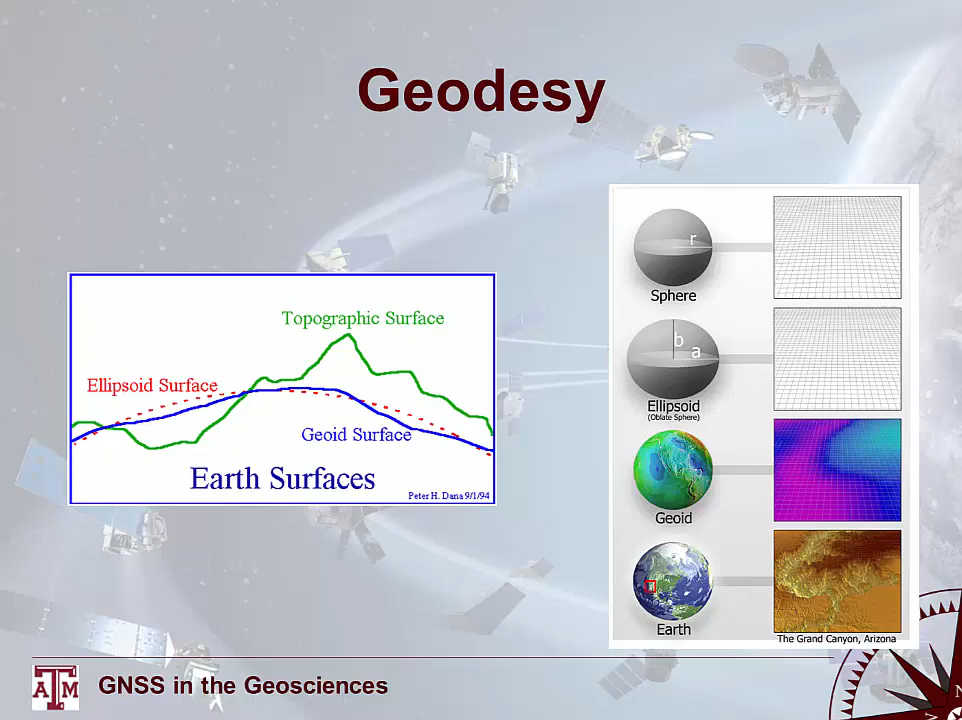 Geodesy
Topographic Surface
Ellipsoid Surface
Geoid Surface
Earth Surfaces
Peter H. Dana 9/1/94
r
Sphere
b
a
Ellipsoid
(Oblate Sphere)
Geoid
Earth
The Grand Canyon, Arizona
ATM
GNSS in the Geosciences
N